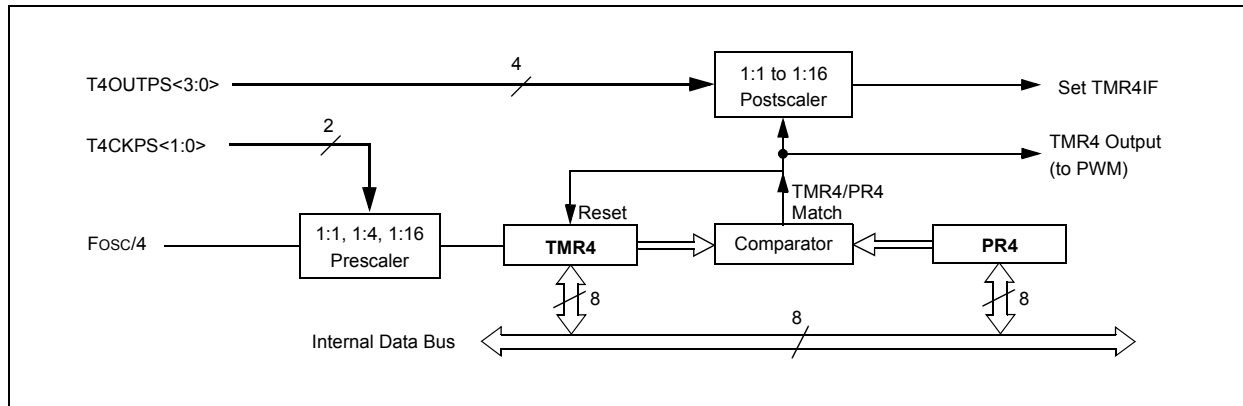 T4OUTPS<3:0>
4
1:1 to 1:16
Postscaler
Set TMR4IF
T4CKPS<1:0>
2
TMR4 Output
(to PWM)
TMR4/PR4
Match
Reset
FOSC/4
1:1, 1:4, 1:16
Prescaler
TMR4
Comparator
PR4
8
8
Internal Data Bus
8